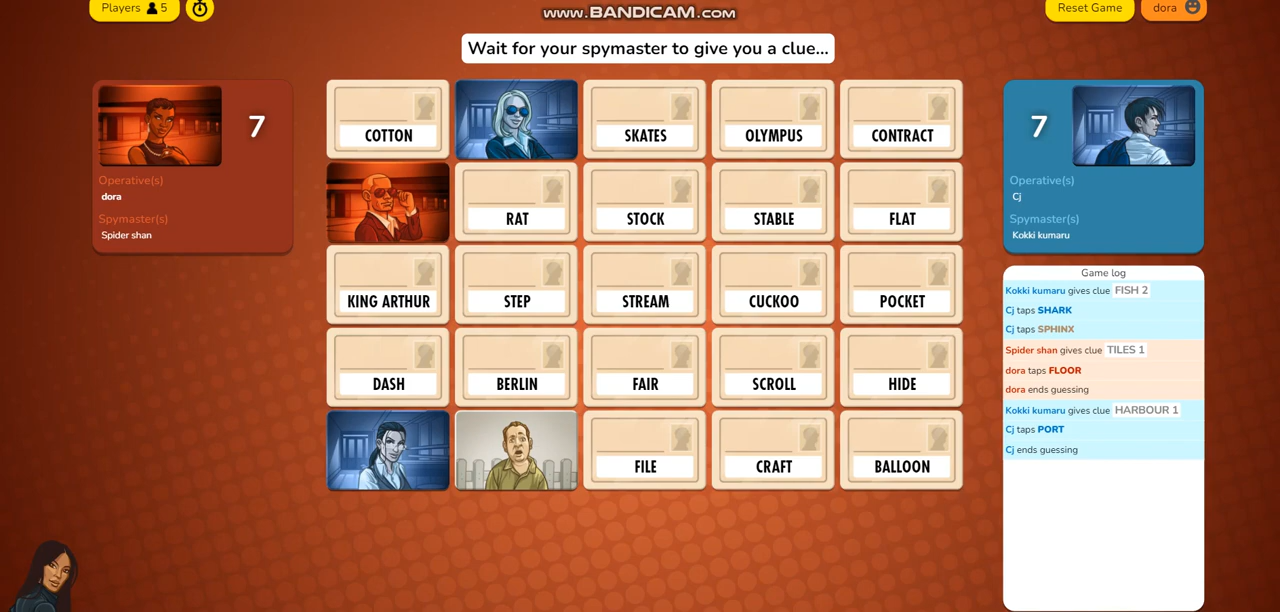 Players 5
www.BANDICAM.com
Reset Game
dora
Wait for your spymaster to give you a clue...
7
Operative(s)
dora
Spymaster(s)
Spider shan
COTTON
SKATES
OLYMPUS
CONTRACT
RAT
STOCK
STABLE
FLAT
KING ARTHUR
STEP
STREAM
CUCKOO
POCKET
DASH
BERLIN
FAIR
SCROLL
HIDE
FILE
CRAFT
BALLOON
7
Operative(s)
Cj
Spymaster(s)
Kokki kumaru
Game log
Kokki kumaru gives clue FISH 2
Cj taps SHARK
Cj taps SPHINX
Spider shan gives clue TILES 1
dora taps FLOOR
dora ends guessing
Kokki kumaru gives clue HARBOUR 1
Cj taps PORT
Cj ends guessing